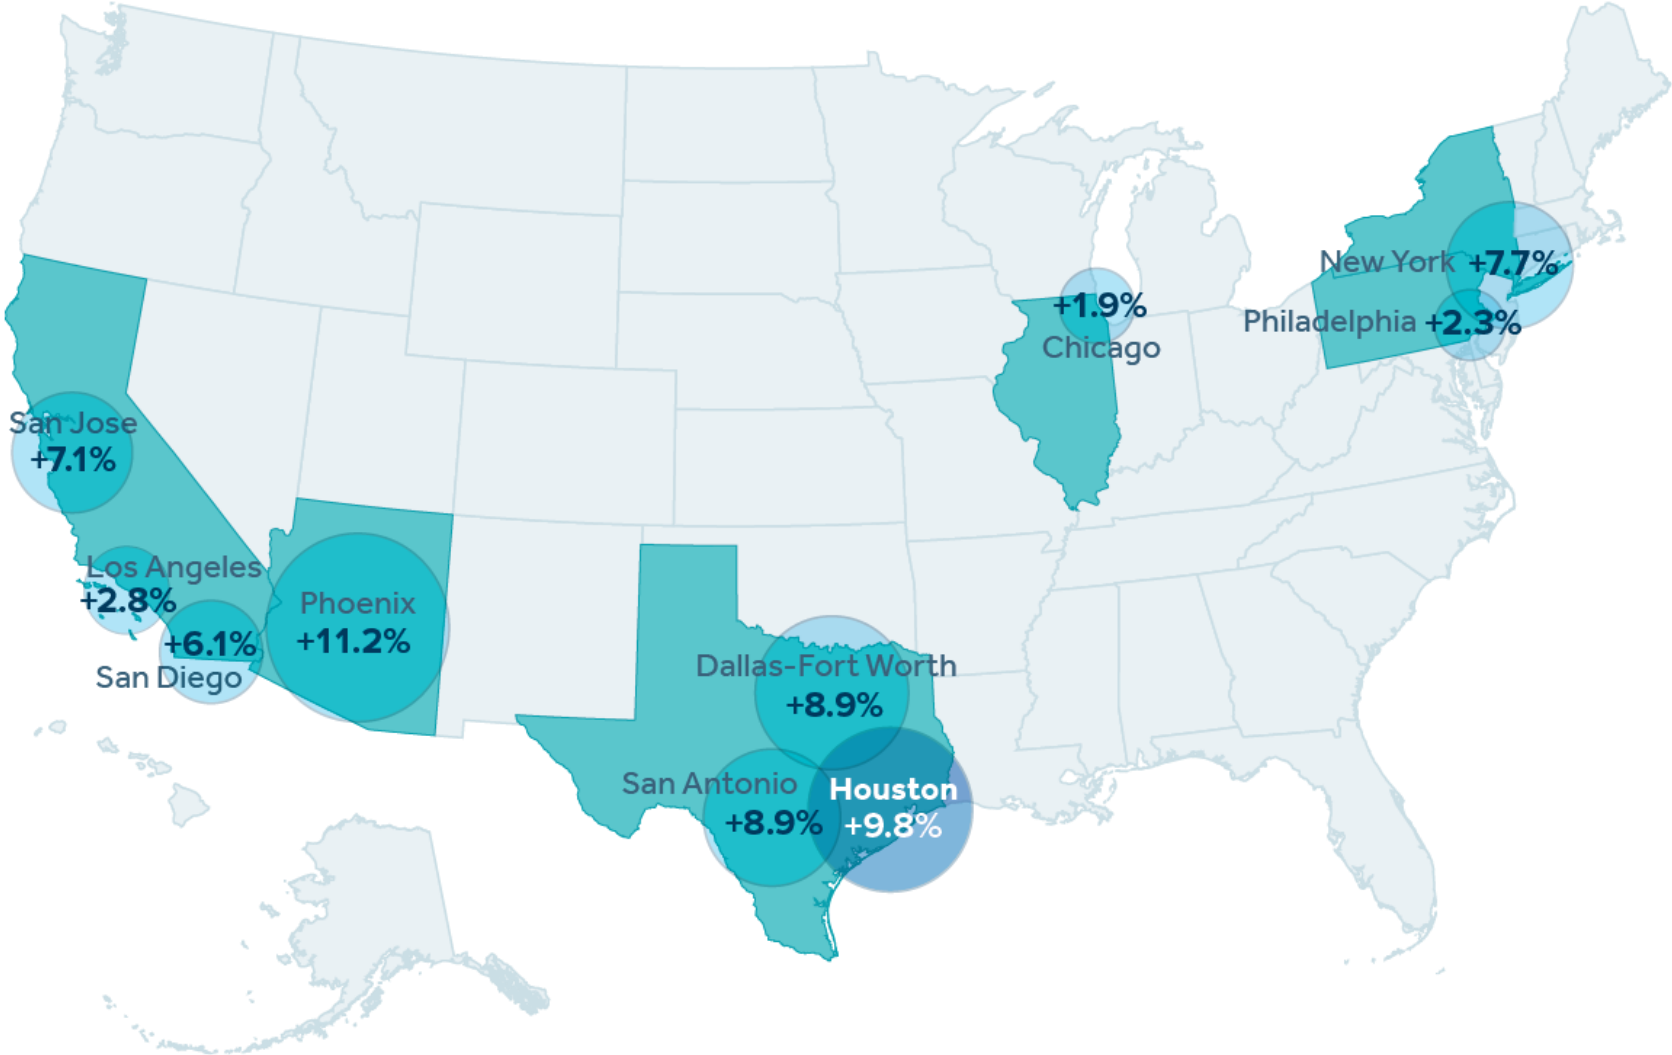 New York +7.7%
Philadelphia +2.3%
+1.9%
Chicago
San Jose
+7.1%
Los Angeles
+2.8%
+6.1%
San Diego
Phoenix
+11.2%
Dallas-Fort Worth
+8.9%
San Antonio
+8.9%
Houston
+9.8%